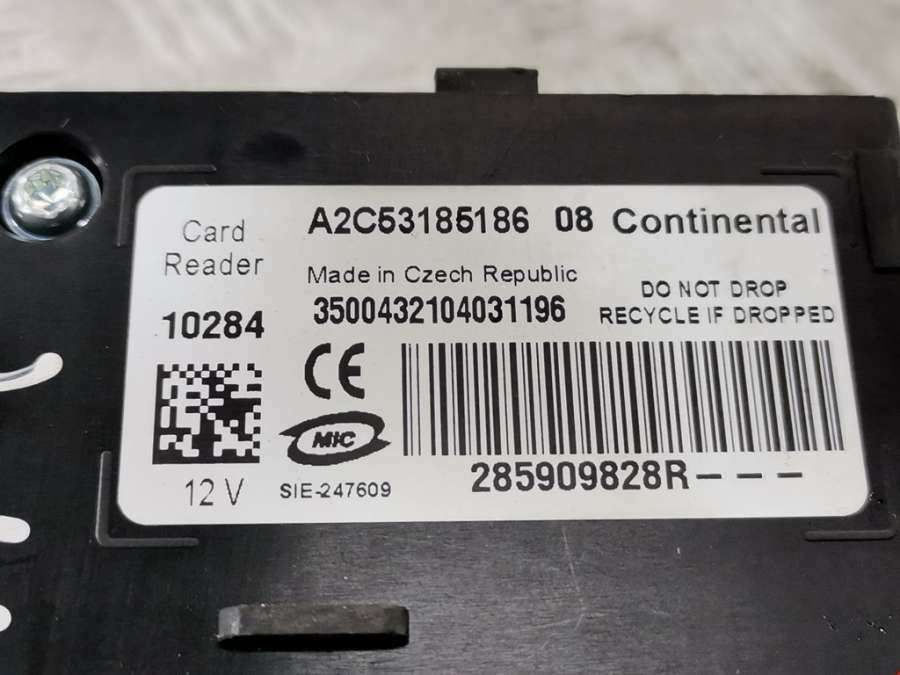 Card Reader
A2C53185186 08 Continental
Made in Czech Republic
DO NOT DROP
RECYCLE IF DROPPED
10284
3500432104031196
CE
MIC
285909828R---
12 V
SIE-247609